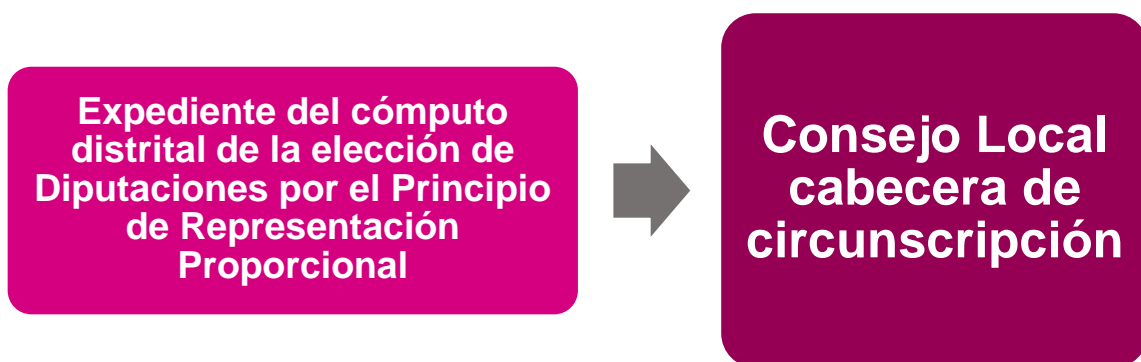 Expediente del cómputo
distrital de la elección de
Diputaciones por el Principio
de Representación
Proporcional
Consejo Local
cabecera de
circunscripción